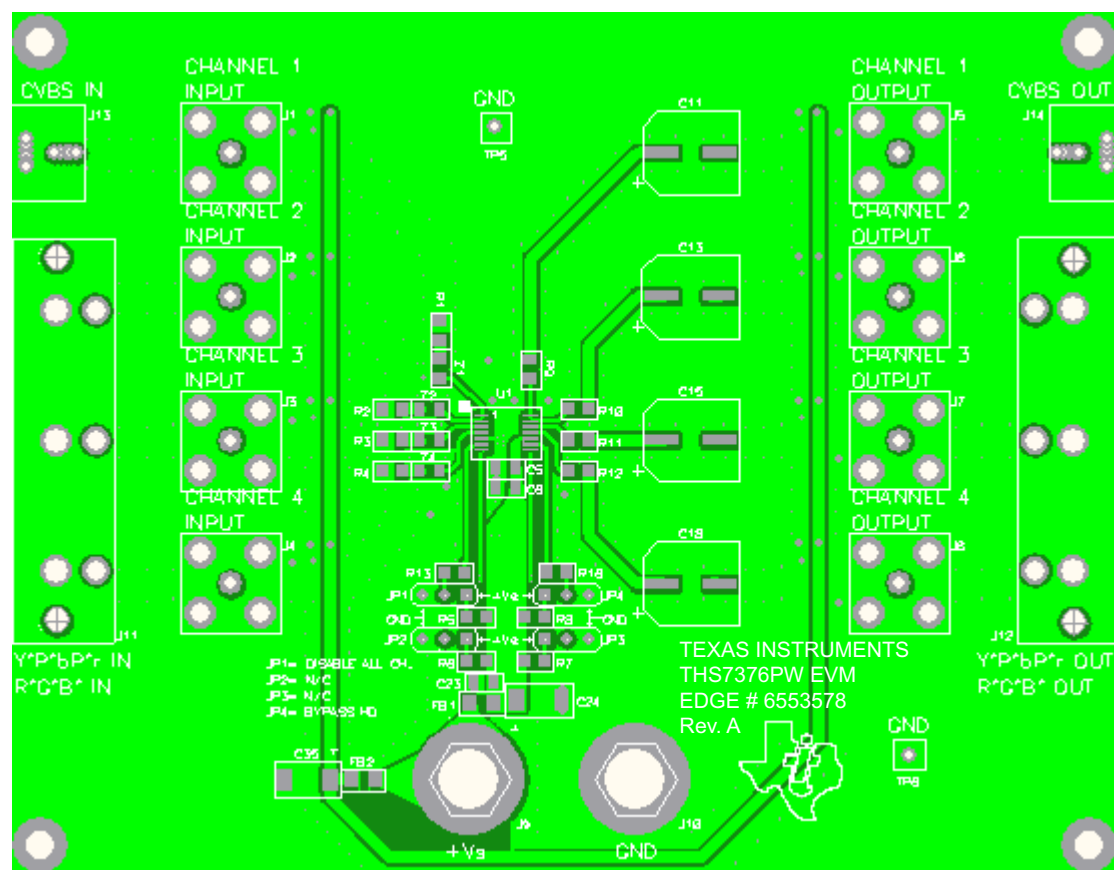 CHANNEL 1
INPUT
CVBS IN
J13
J1
GND
TP5
C11
CHANNEL 1
OUTPUT
CVBS OUT
J5
J14
CHANNEL 2
INPUT
J2
C13
CHANNEL 2
OUTPUT
J6
R1
Z1
R9
CHANNEL 3
INPUT
J3
CHANNEL 3
OUTPUT
J7
U1
R2
Z2
R10
C15
R3
Z3
R11
R4
Z4
R12
C5
CHANNEL 4
INPUT
J4
C18
CHANNEL 4
OUTPUT
J8
R13
R18
JP1
+Vs
JP4
GND
R5
GND
JP2
+Vs
JP3
R7
J11
Y'P'bP'r IN
R'G'B' IN
J12
Y'P'bP'r OUT
R'G'B' OUT
JP1= DISABLE ALL CH.
JP2= N/C
JP3= N/C
JP4= BYPASS HD
C23
FB1
C24
TEXAS INSTRUMENTS
THS7376PW EVM
EDGE # 6553578
Rev. A
C35
+
FB2
J9
+Vs
J10
GND
GND